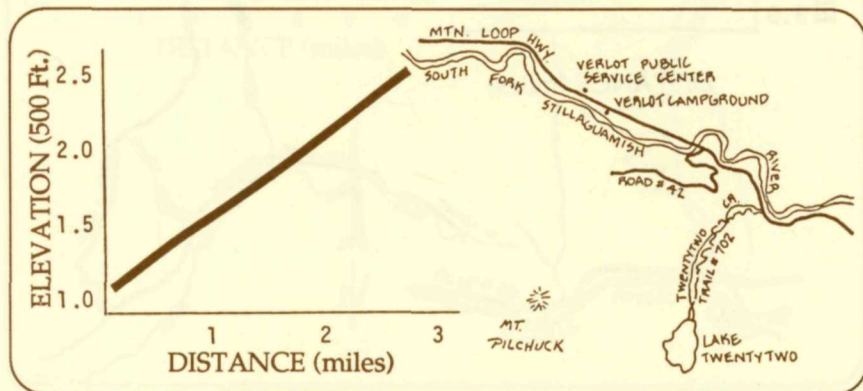 ELEVATION (500 Ft.)
2.5
2.0
1.5
1.0
1
2
3
DISTANCE (miles)
MTN. LOOP HWY
SOUTH FORK STILLAGUAMISH RIVER
VERLOT PUBLIC
SERVICE CENTER
VERLOT CAMPGROUND
ROAD #42
TWENTYTWO CR.
TRAIL #702
MT.
PILCHUCK
LAKE
TWENTYTWO